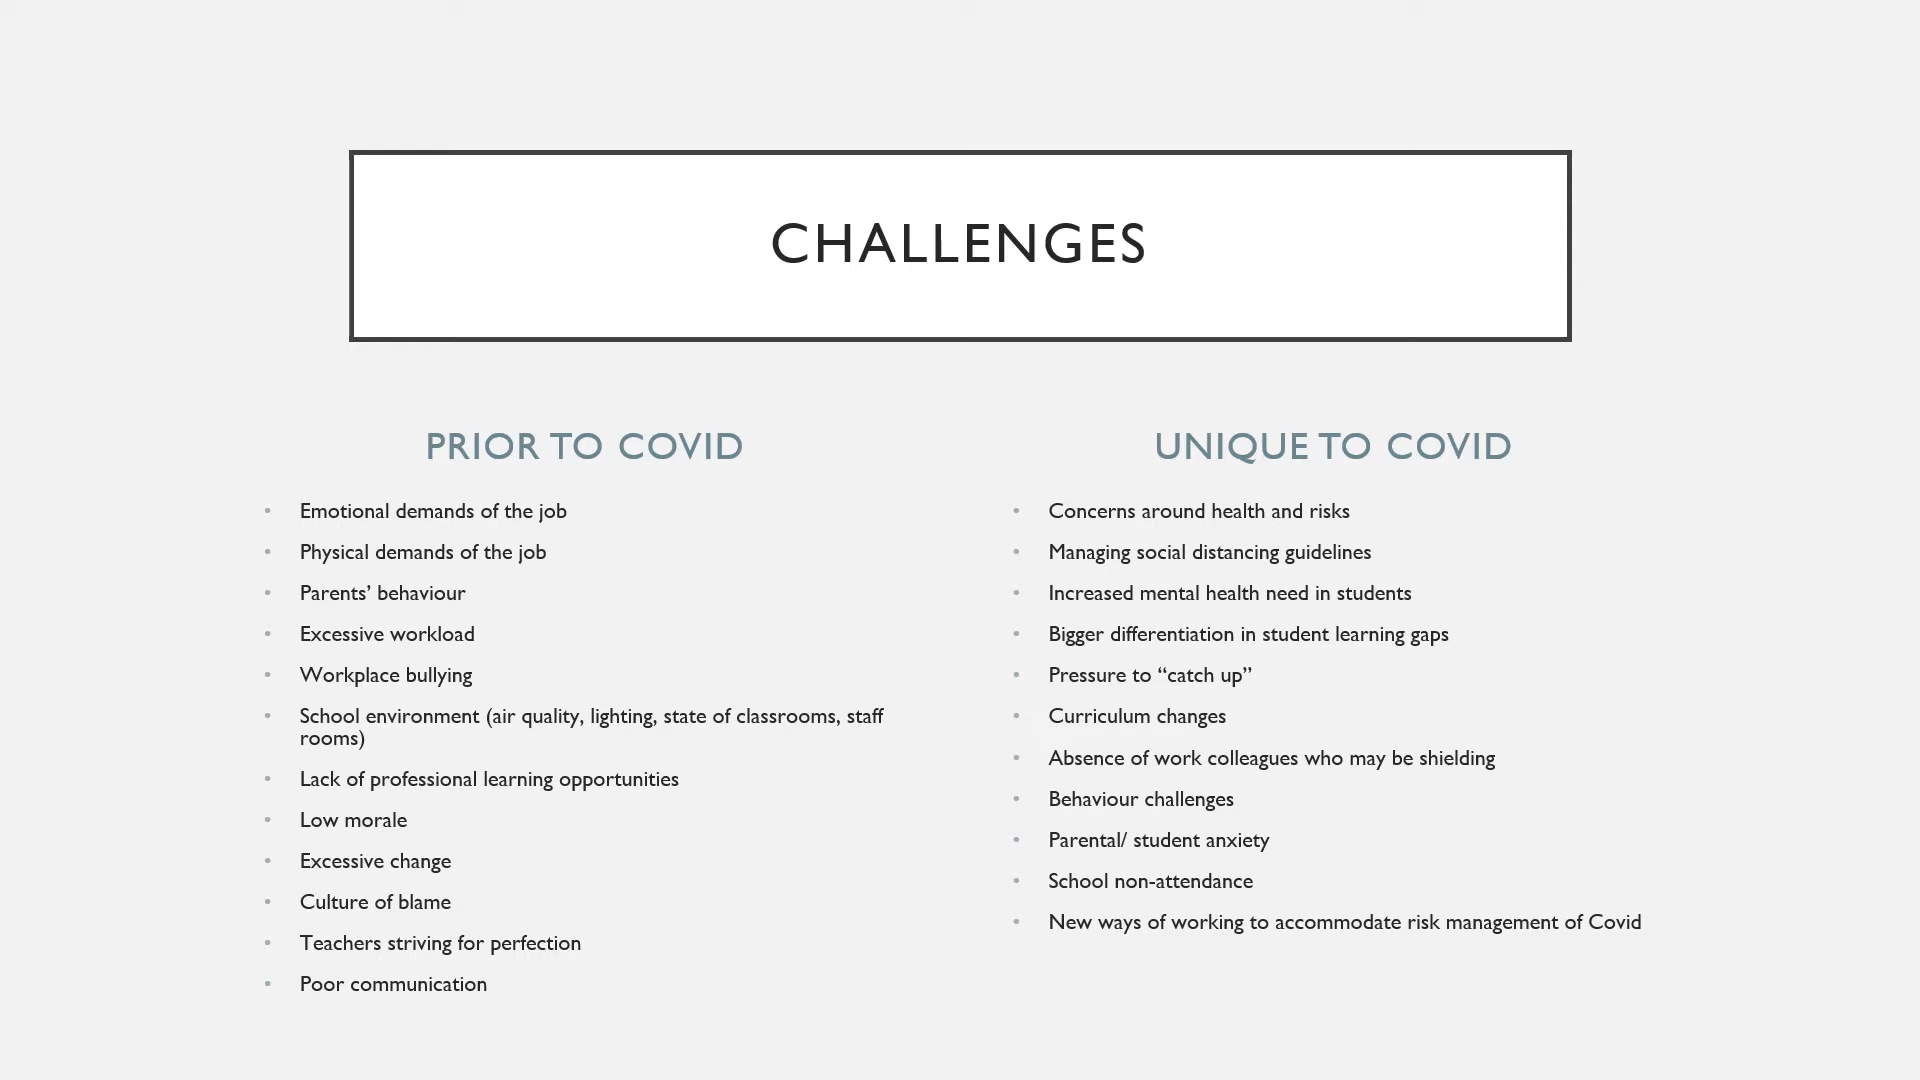 CHALLENGES
PRIOR TO COVID
• Emotional demands of the job
• Physical demands of the job
• Parents’ behaviour
• Excessive workload
• Workplace bullying
• School environment (air quality, lighting, state of classrooms, staff
rooms)
• Lack of professional learning opportunities
• Low morale
• Excessive change
• Culture of blame
• Teachers striving for perfection
• Poor communication
UNIQUE TO COVID
• Concerns around health and risks
• Managing social distancing guidelines
• Increased mental health need in students
• Bigger differentiation in student learning gaps
• Pressure to “catch up”
• Curriculum changes
• Absence of work colleagues who may be shielding
• Behaviour challenges
• Parental/ student anxiety
• School non-attendance
• New ways of working to accommodate risk management of Covid